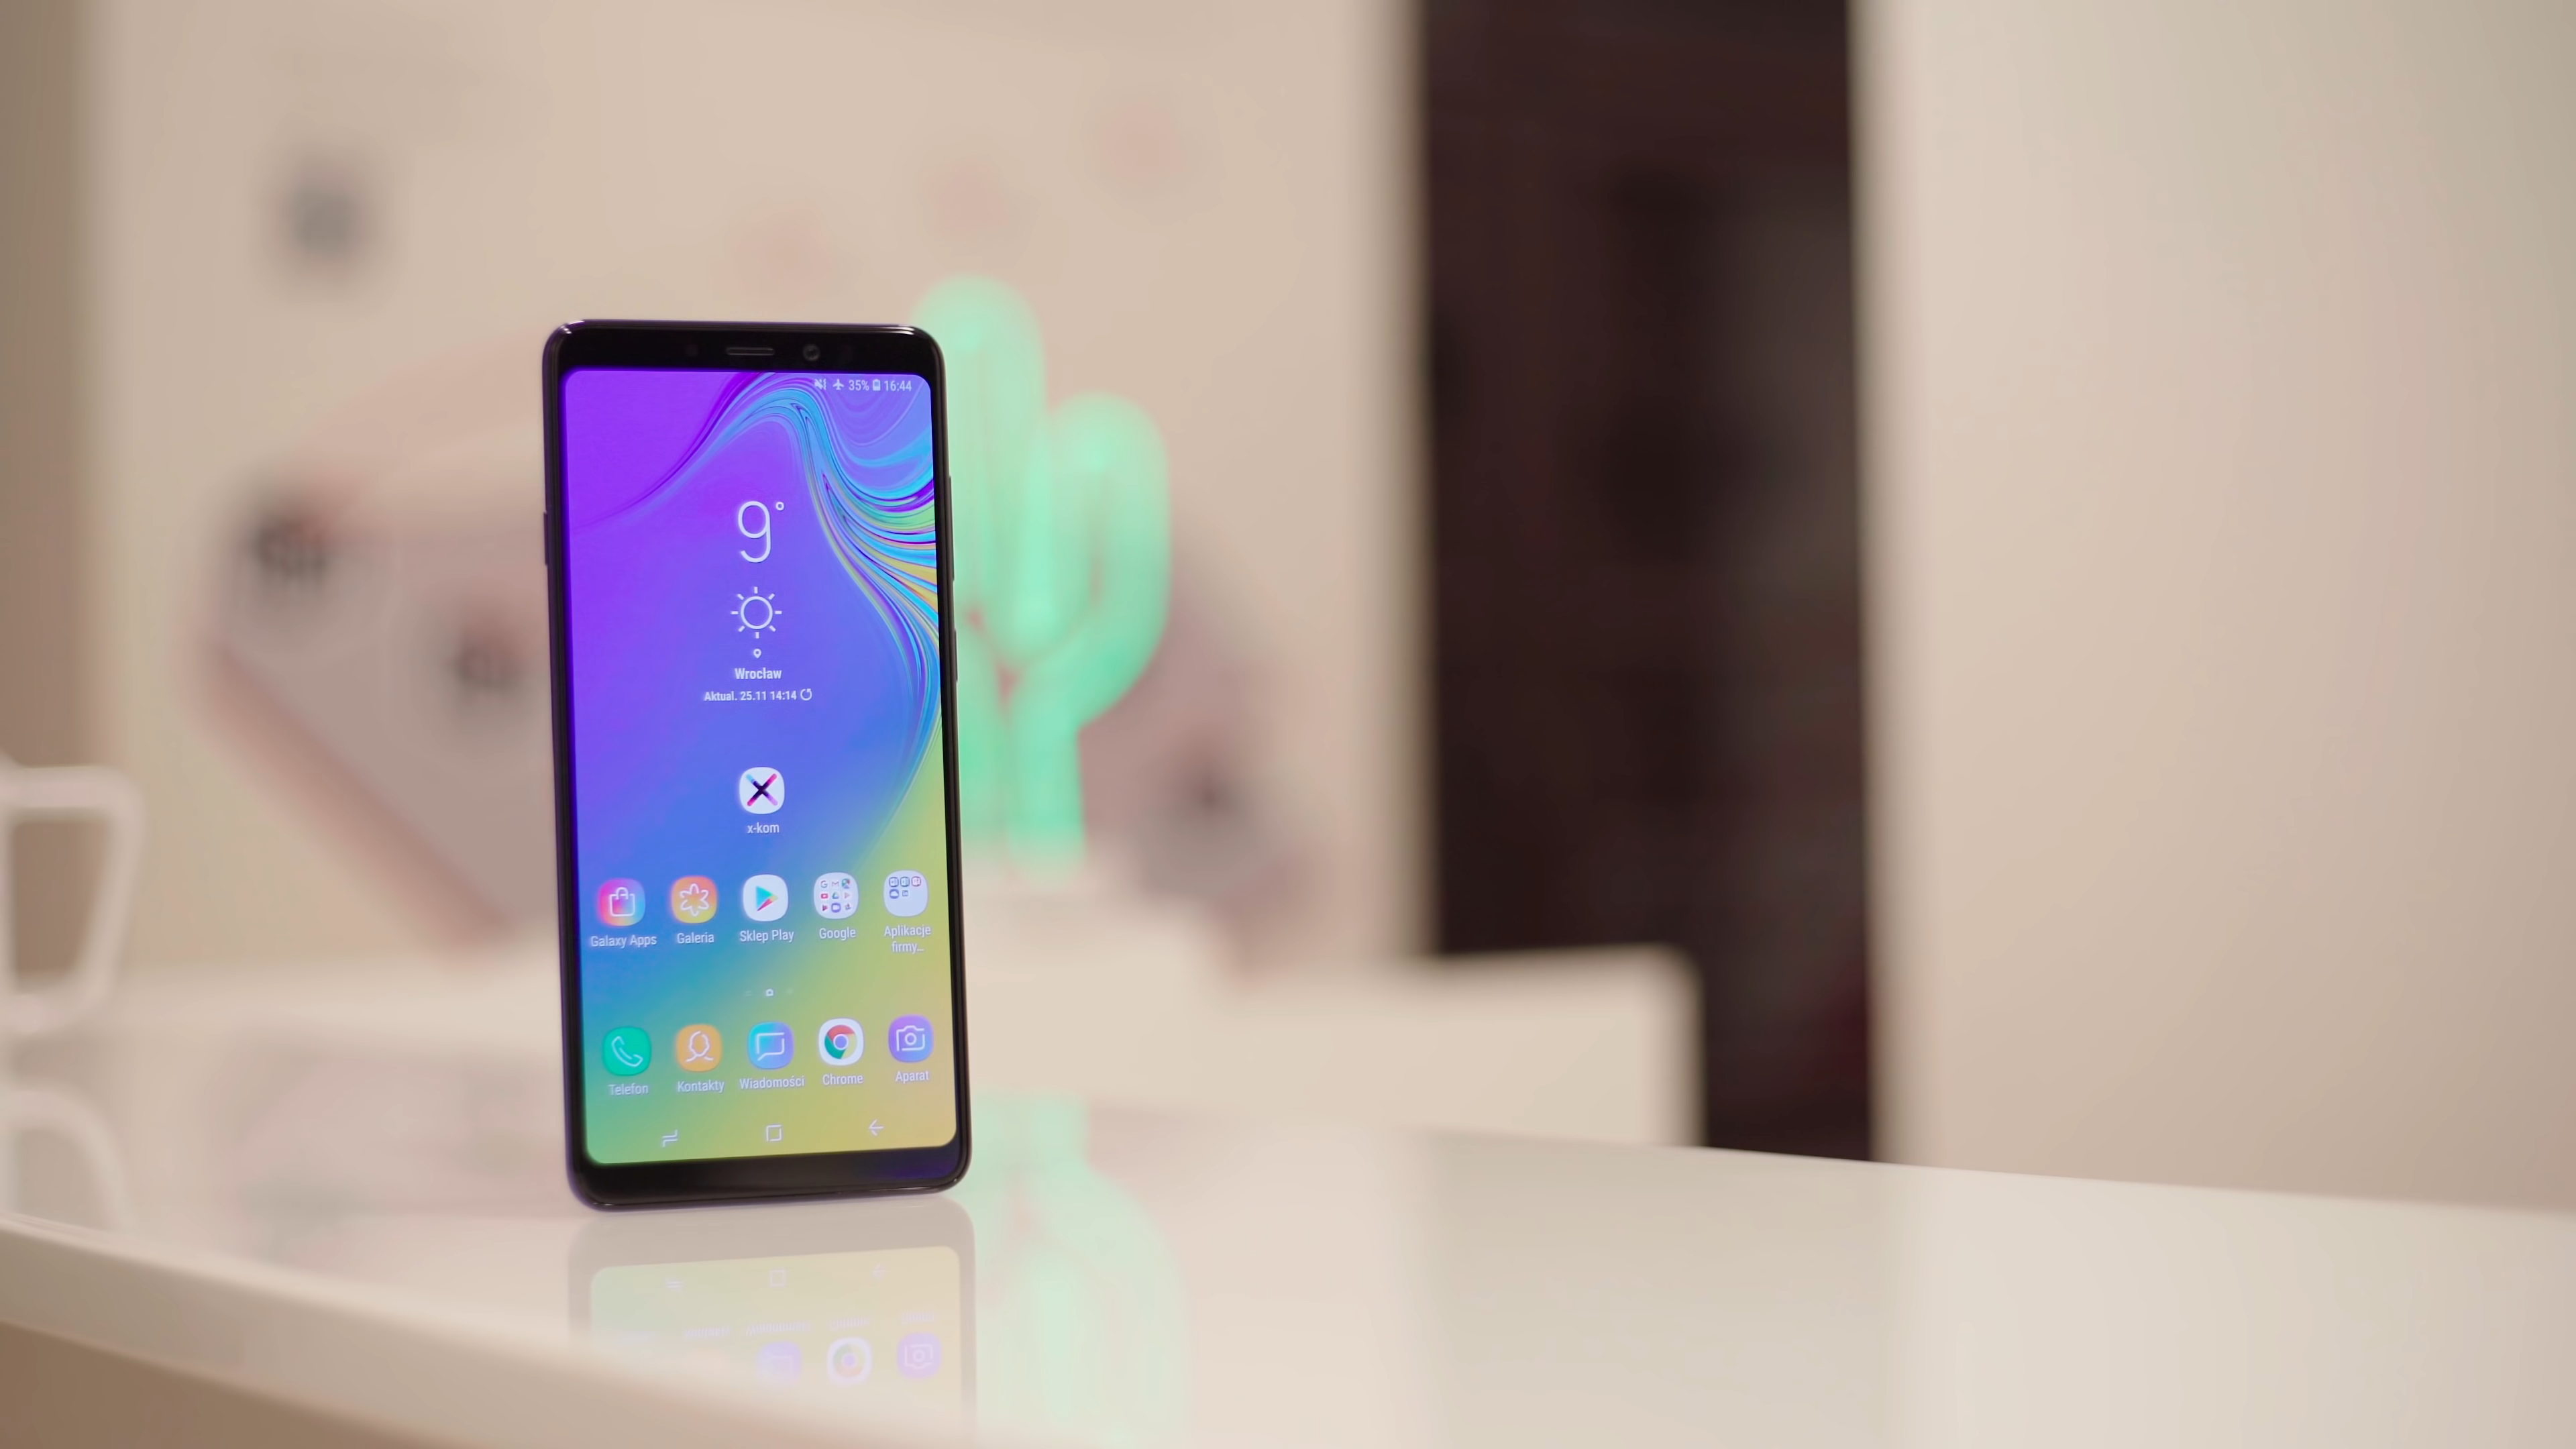 35% 16:44
9°
Wrocław
Aktual. 25.11 14:14
x-kom
Galaxy Apps Galeria Sklep Play Google Aplikacje
firmy...
Telefon Kontakty Wiadomości Chrome Aparat